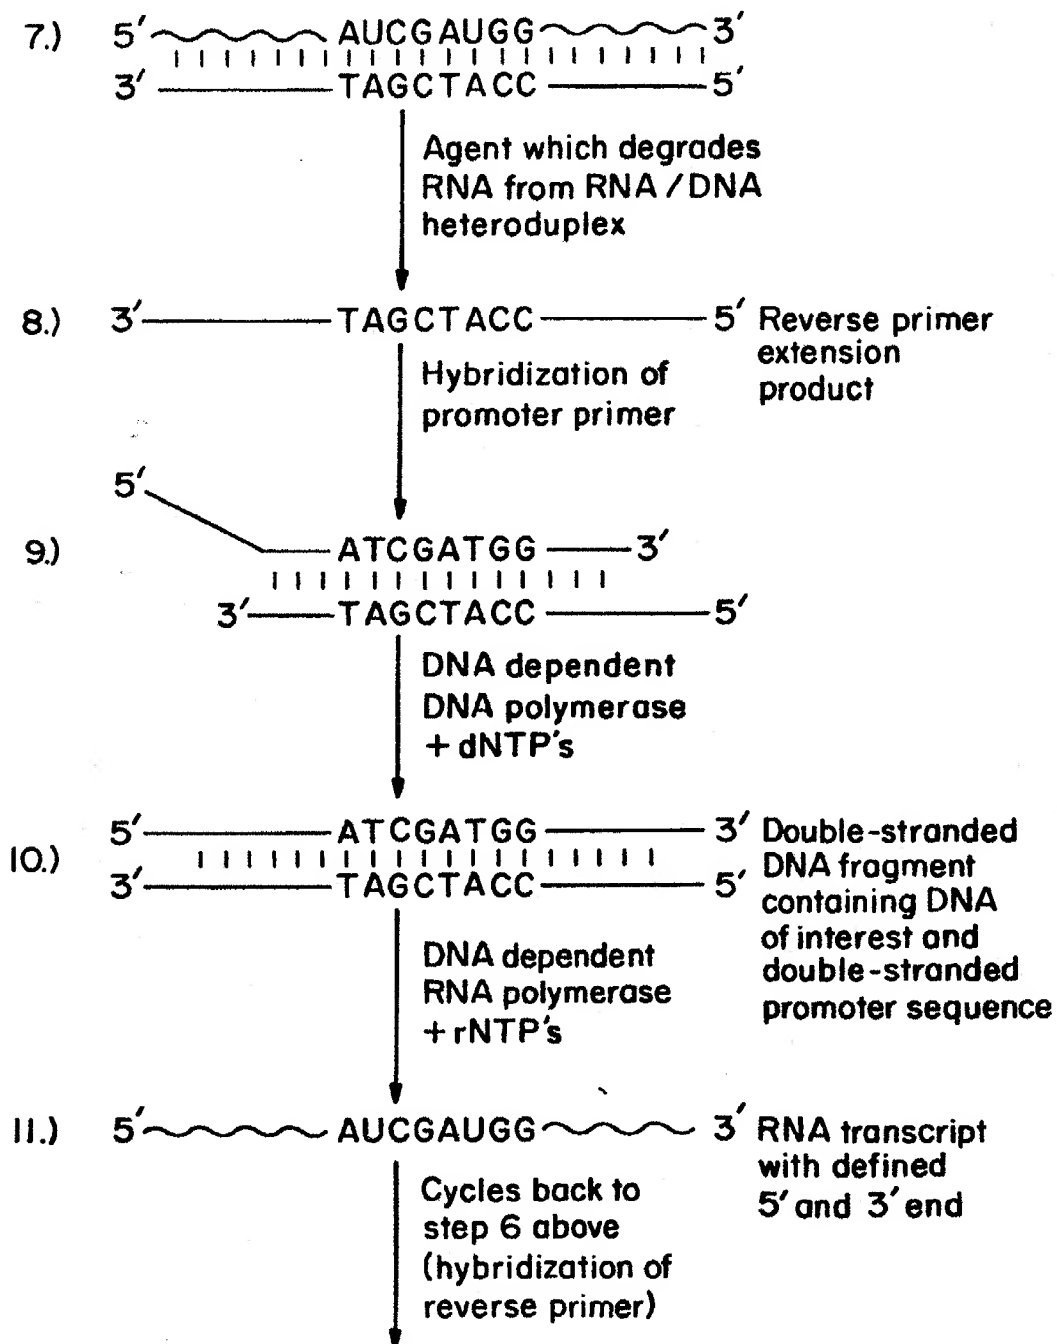 7.) 5′ AUCGAUGG 3′
3′ TAGCTACC 5′
Agent which degrades
RNA from RNA/DNA
heteroduplex
8.) 3′ TAGCTACC 5′ Reverse primer
extension
product
Hybridization of
promoter primer
5′
9.) ATCGATGG 3′
3′ TAGCTACC 5′
DNA dependent
DNA polymerase
+ dNTP's
5′ ATCGATGG 3′ Double-stranded
10.) DNA fragment
3′ TAGCTACC 5′ containing DNA
of interest and
double-stranded
promoter sequence
DNA dependent
RNA polymerase
+ rNTP's
11.) 5′ AUCGAUGG 3′ RNA transcript
with defined
5′ and 3′ end
Cycles back to
step 6 above
(hybridization of
reverse primer)